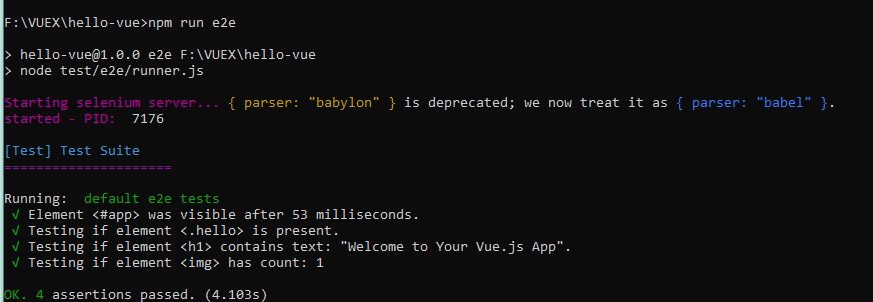 F:\VUEX\hello-vue>npm run e2e
> hello-vue@1.0.0 e2e F:\VUEX\hello-vue
> node test/e2e/runner.js
Starting selenium server... { parser: "babylon" } is deprecated; we now treat it as { parser: "babel" }.
started - PID:  7176
[Test] Test Suite
=====================
Running:  default e2e tests
√ Element <#app> was visible after 53 milliseconds.
√ Testing if element <.hello> is present.
√ Testing if element <h1> contains text: "Welcome to Your Vue.js App".
√ Testing if element <img> has count: 1
OK. 4 assertions passed. (4.103s)